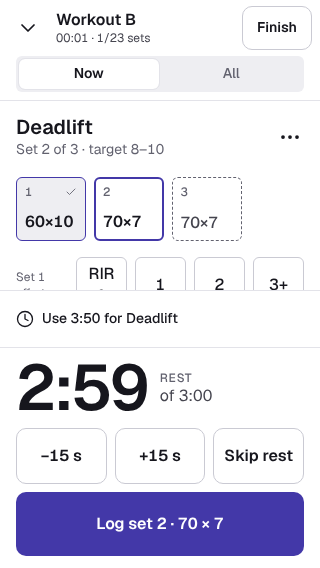 Workout B
00:01 · 1/23 sets
Finish
Now
All
Deadlift
Set 2 of 3 · target 8–10
1
60×10
2
70×7
3
70×7
Set 1
RIR
1
2
3+
Use 3:50 for Deadlift
2:59
REST
of 3:00
−15 s
+15 s
Skip rest
Log set 2 · 70 × 7